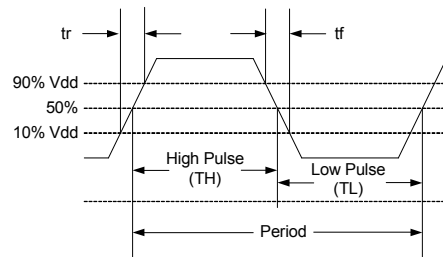 tr
tf
90% Vdd
50%
10% Vdd
High Pulse
(TH)
Low Pulse
(TL)
Period